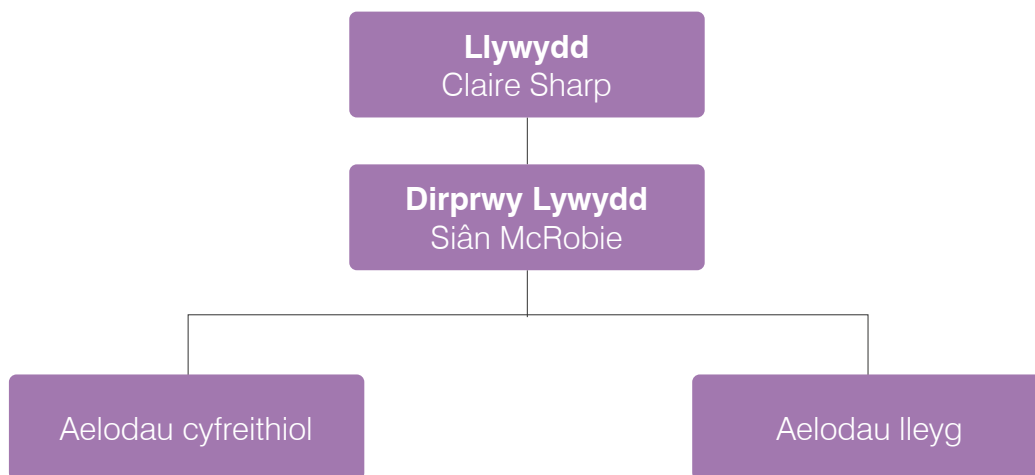 Llywydd
Claire Sharp
Dirprwy Lywydd
Siân McRobie
Aelodau cyfreithiol
Aelodau lleyg